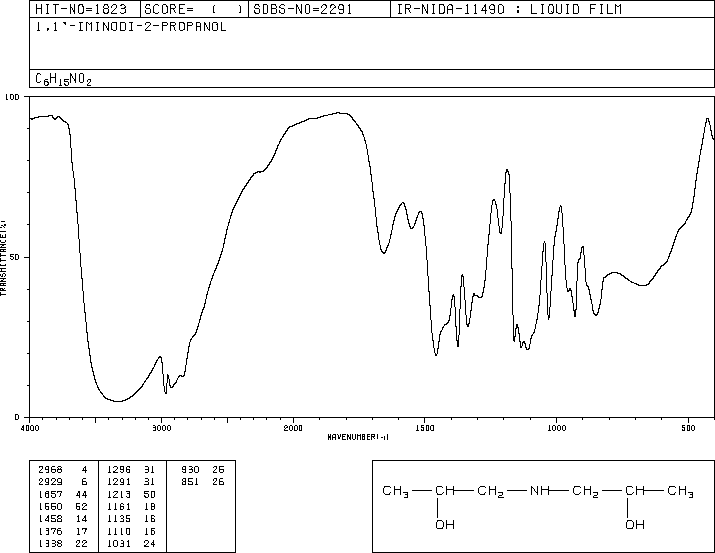 HIT-NO=1823 SCORE= ( ) SDBS-NO=2291 IR-NIDA-11490 : LIQUID FILM
1,1'-IMINODI-2-PROPANOL
C6H15NO2
100
TRANSMITTANCE(%)
50
0
4000 3000 2000 1500 1000 500
WAVENUMBER(-1)
2968 4 1296 31 930 26
2929 6 1291 31 851 26
1657 44 1213 50
1550 52 1161 18
1458 14 1135 16
1376 17 1110 16
1338 22 1031 24
CH3 CH CH2 NH CH2 CH CH3
OH OH